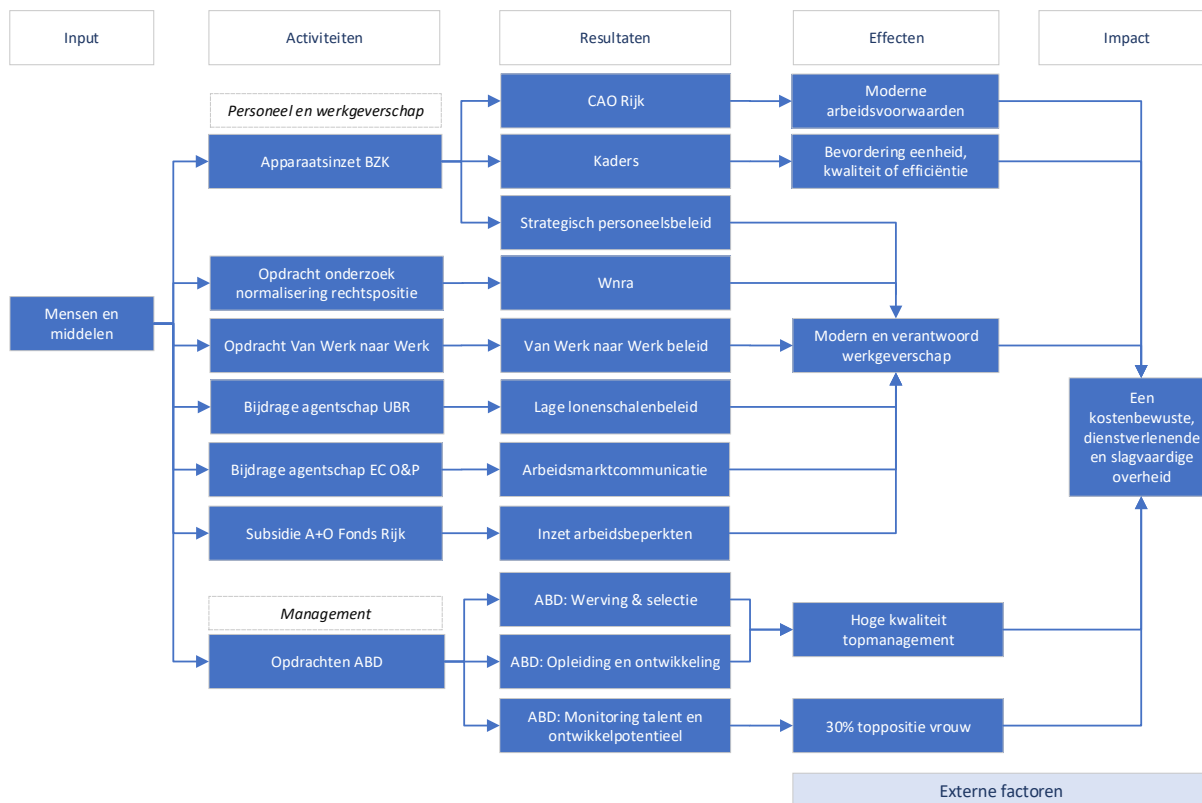 Input
Activiteiten
Resultaten
Effecten
Impact
Personeel en werkgeverschap
CAO Rijk
Moderne
arbeidsvoorwaarden
Apparaatsinzet BZK
Kaders
Bevordering eenheid,
kwaliteit of efficiëntie
Strategisch personeelsbeleid
Mensen en
middelen
Opdracht onderzoek
normalisering rechtspositie
Wnra
Opdracht Van Werk naar Werk
Van Werk naar Werk beleid
Modern en verantwoord
werkgeverschap
Bijdrage agentschap UBR
Lage lonenschalenbeleid
Een
kostenbewuste,
dienstverlenende
en slagvaardige
overheid
Bijdrage agentschap EC O&P
Arbeidsmarktcommunicatie
Subsidie A+O Fonds Rijk
Inzet arbeidsbeperkten
Management
ABD: Werving & selectie
Hoge kwaliteit
topmanagement
Opdrachten ABD
ABD: Opleiding en ontwikkeling
ABD: Monitoring talent en
ontwikkelpotentieel
30% toppositie vrouw
Externe factoren